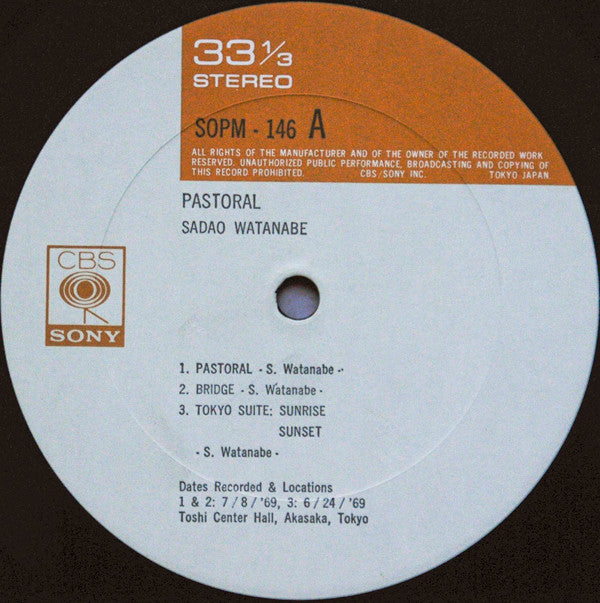 33 1/3
STEREO
SOPM - 146 A
ALL RIGHTS OF THE MANUFACTURER AND OF THE OWNER OF THE RECORDED WORK
RESERVED. UNAUTHORIZED PUBLIC PERFORMANCE, BROADCASTING AND COPYING OF
THIS RECORD PROHIBITED. CBS/SONY INC. TOKYO JAPAN
PASTORAL
SADAO WATANABE
CBS
SONY
1. PASTORAL - S. Watanabe -
2. BRIDGE - S. Watanabe -
3. TOKYO SUITE: SUNRISE
SUNSET
- S. Watanabe -
Dates Recorded & Locations
1 & 2: 7/8/'69, 3: 6/24/'69
Toshi Center Hall, Akasaka, Tokyo